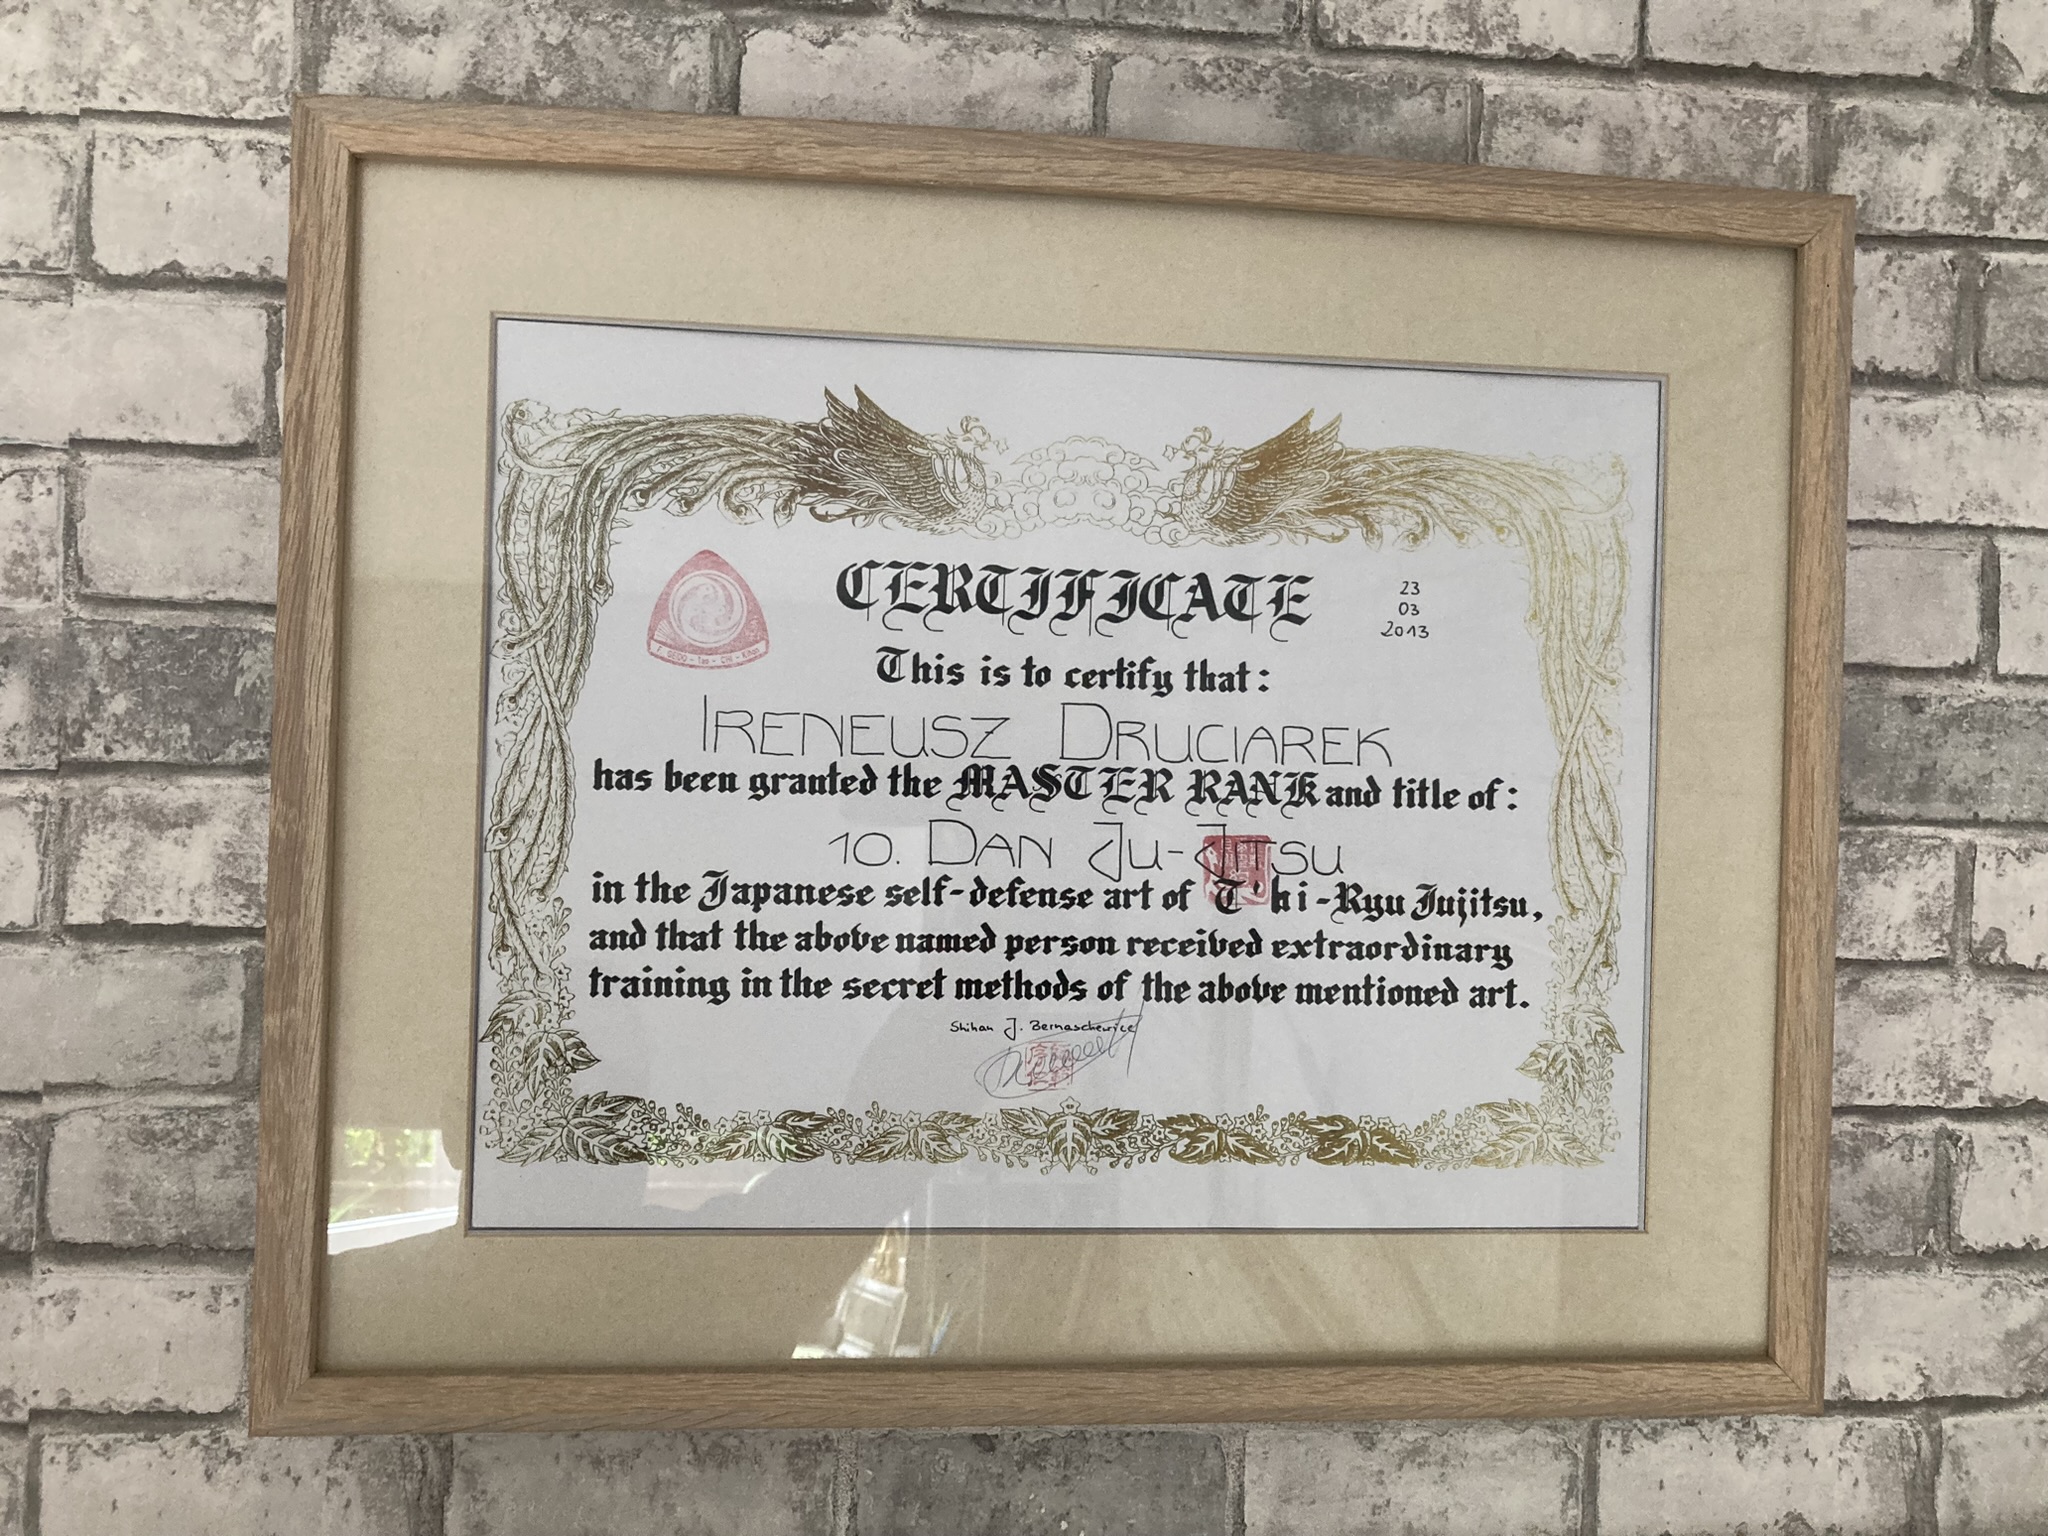 CERTIFICATE
23
03
2013
This is to certify that:
IRENEUSZ DRUCIAREK
has been granted the MASTER RANK and title of:
10. DAN JU-JITSU
in the Japanese self-defense art of T'hi-Ryu Jujitsu,
and that the above named person received extraordinary
training in the secret methods of the above mentioned art.
Shihan J. Bernaschewice